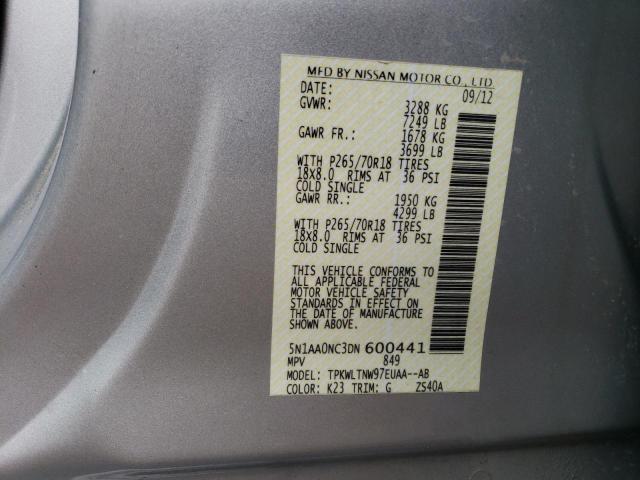 MFD BY NISSAN MOTOR CO., LTD.
DATE: 09/12
GVWR: 3288 KG
7249 LB
GAWR FR.: 1678 KG
3699 LB
WITH P265/70R18 TIRES
18X8.0 RIMS AT 36 PSI
COLD SINGLE
GAWR RR.: 1950 KG
4299 LB
WITH P265/70R18 TIRES
18X8.0 RIMS AT 36 PSI
COLD SINGLE
THIS VEHICLE CONFORMS TO
ALL APPLICABLE FEDERAL
MOTOR VEHICLE SAFETY
STANDARDS IN EFFECT ON
THE DATE OF MANUFACTURE
SHOWN ABOVE.
5N1AA0NC3DN 600441
MPV 849
MODEL: TPKWLTNW97EUAA--AB
COLOR: K23 TRIM: G ZS40A